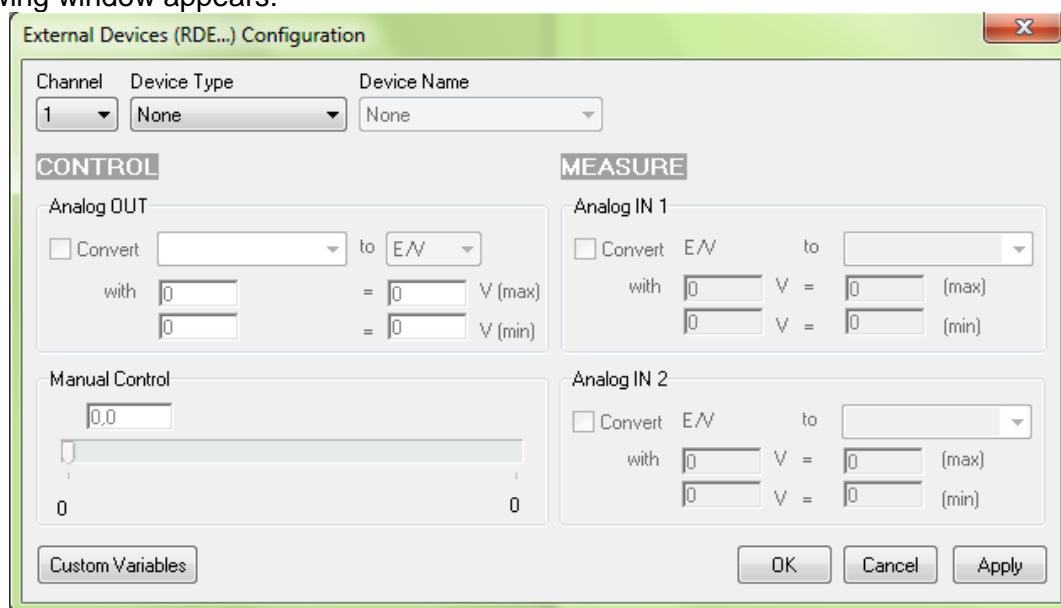 wing window appears:
External Devices (RDE...) Configuration
x
Channel Device Type Device Name
1 None None
CONTROL MEASURE
Analog OUT
Convert to E/V
with 0 = 0 V (max)
0 = 0 V (min)
Analog IN 1
Convert E/V to
with 0 V = 0 (max)
0 V = 0 (min)
Manual Control
0,0
0 0
Analog IN 2
Convert E/V to
with 0 V = 0 (max)
0 V = 0 (min)
Custom Variables OK Cancel Apply